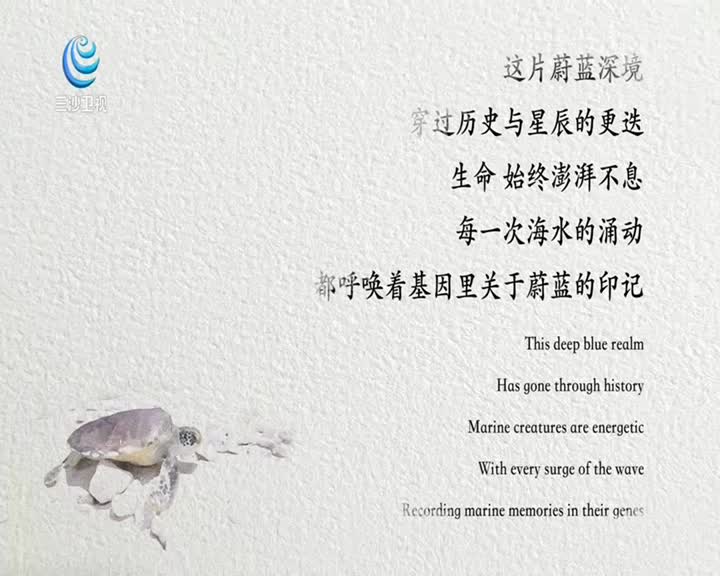 三沙卫视
这片蔚蓝深境
穿过历史与星辰的更迭
生命 始终澎湃不息
每一次海水的涌动
都呼唤着基因里关于蔚蓝的印记
This deep blue realm
Has gone through history
Marine creatures are energetic
With every surge of the wave
Recording marine memories in their genes